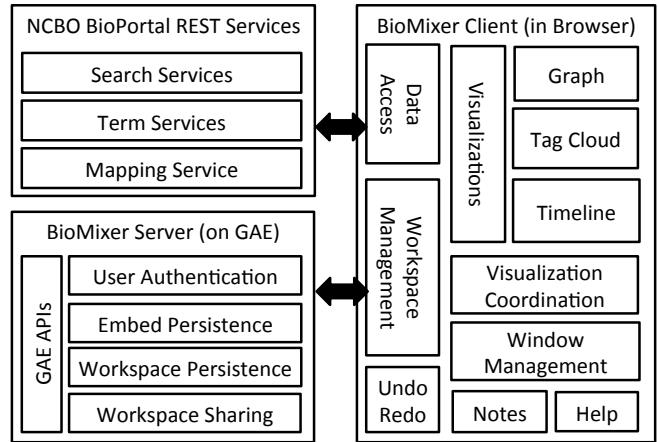 NCBO BioPortal REST Services
Search Services
Term Services
Mapping Service
BioMixer Server (on GAE)
GAE APIs
User Authentication
Embed Persistence
Workspace Persistence
Workspace Sharing
BioMixer Client (in Browser)
Data
Access
Visualizations
Graph
Tag Cloud
Timeline
Workspace
Management
Visualization
Coordination
Window
Management
Undo
Redo
Notes
Help